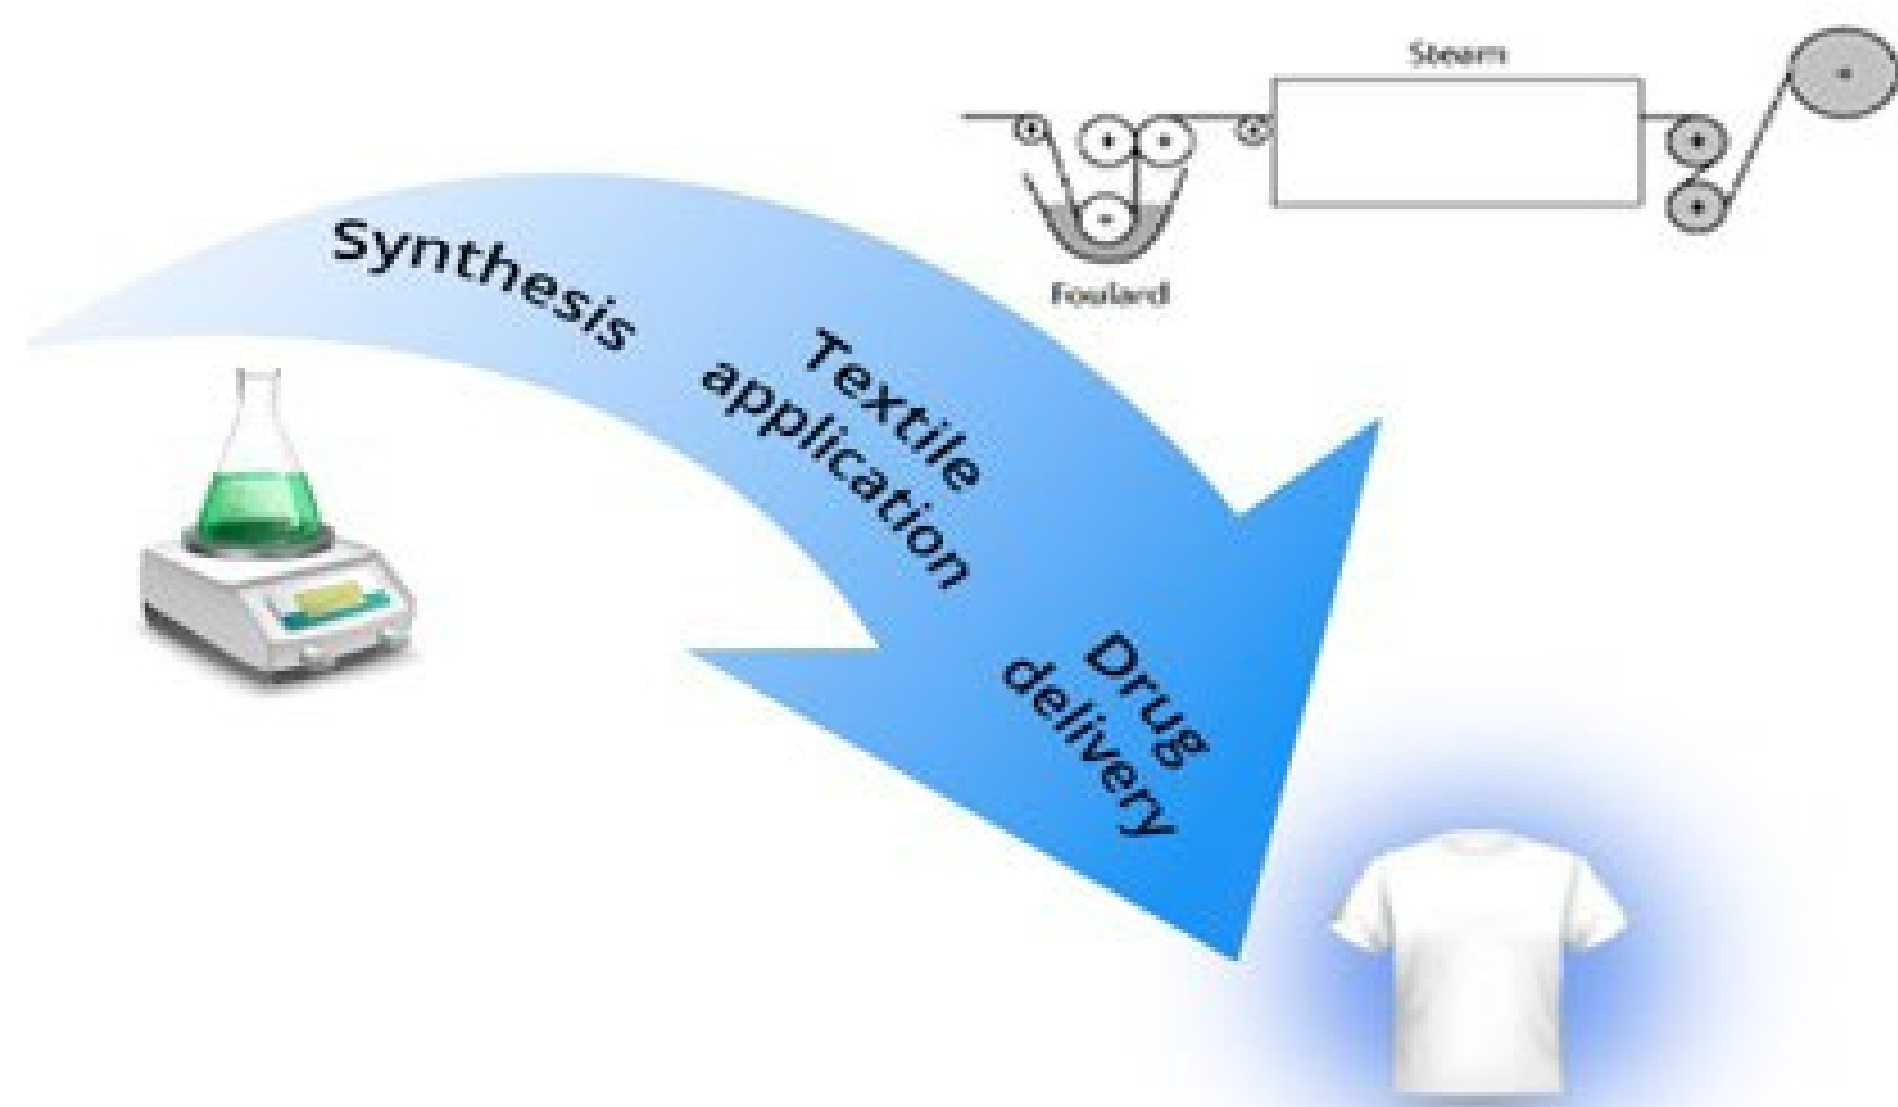 Steam
Foulard
Synthesis
Textile
application
Drug
delivery